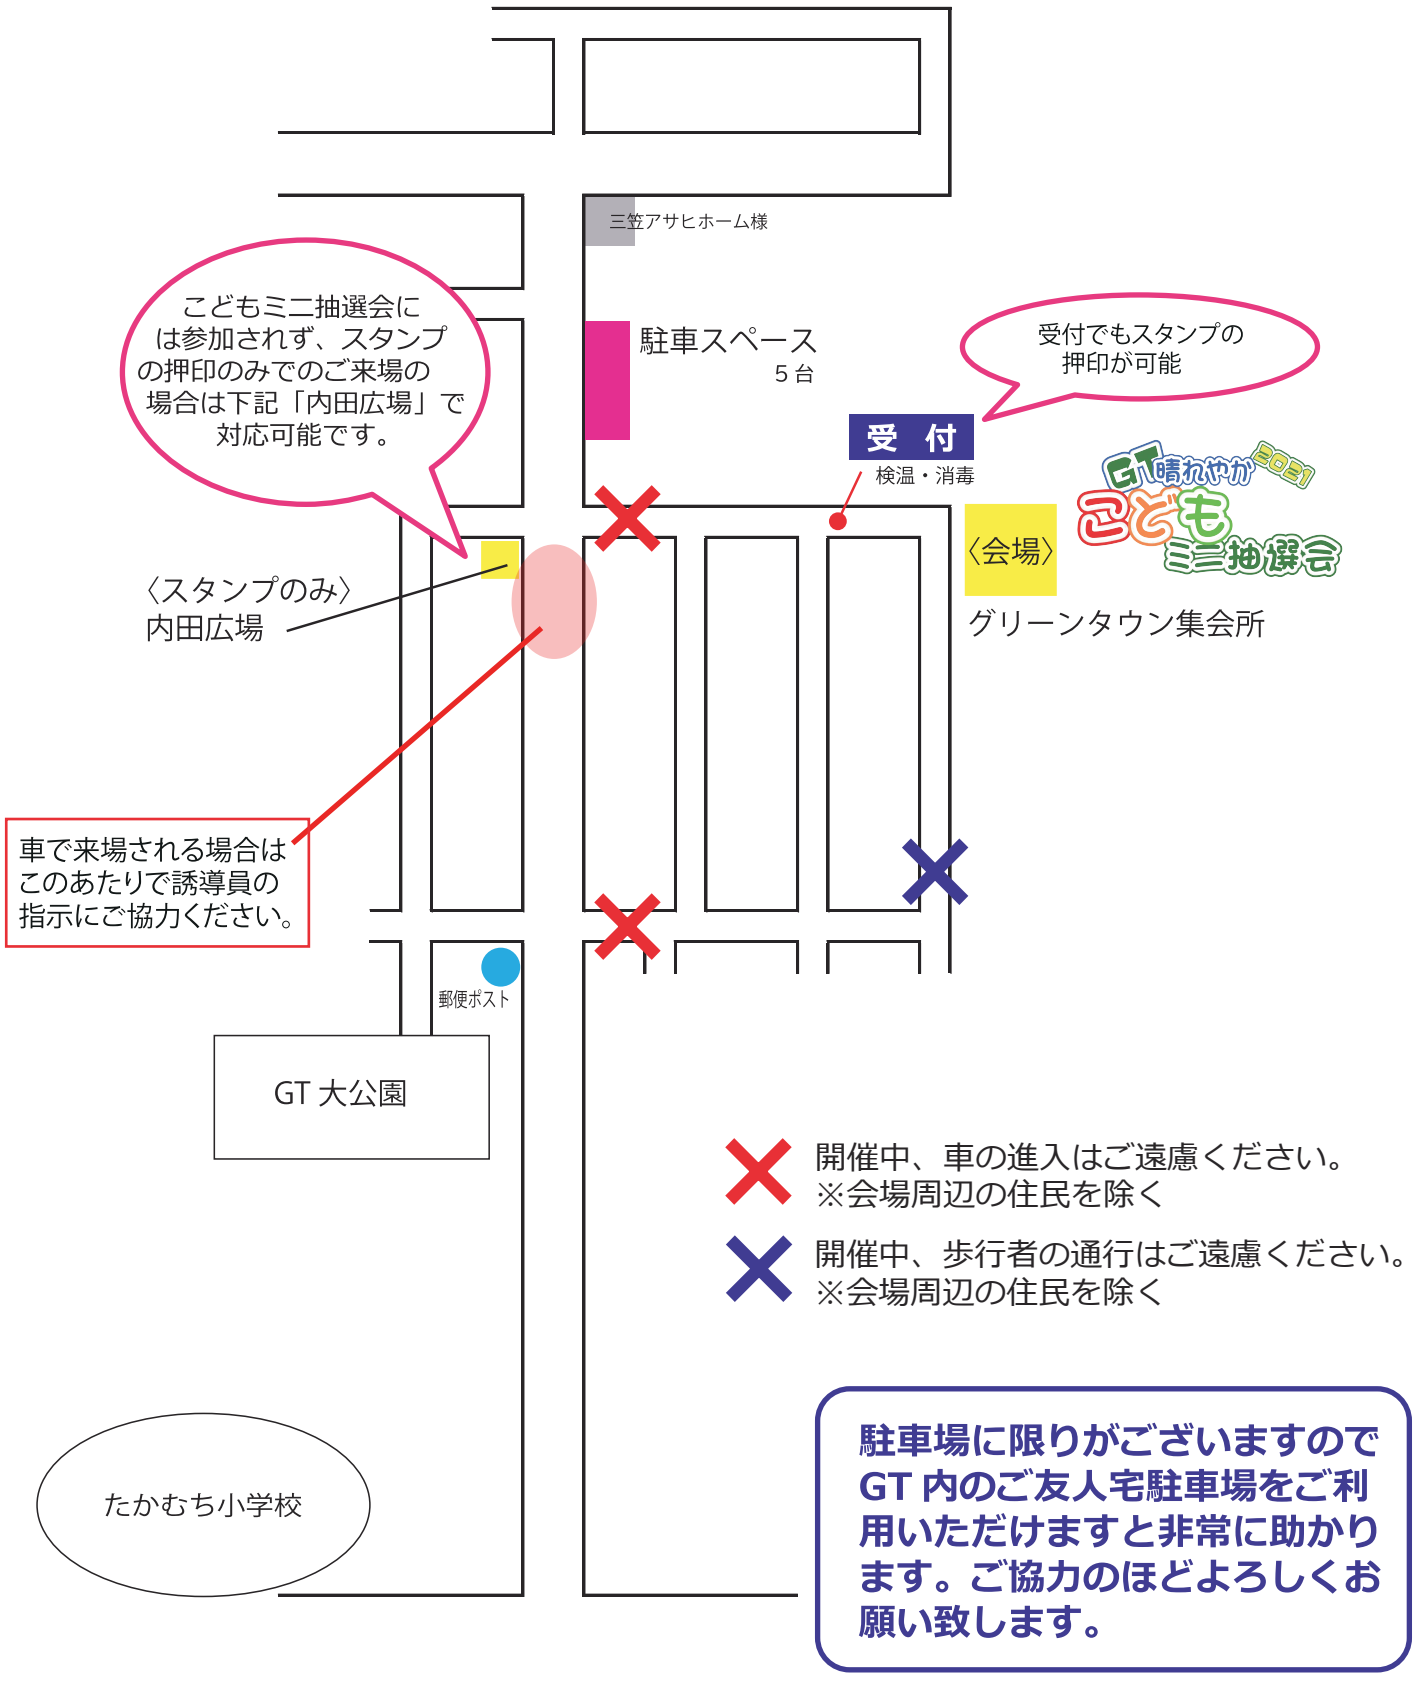 三笠アサヒホーム様
こどもミニ抽選会に
は参加されず、スタンプ
の押印のみでのご来場の
場合は下記「内田広場」で
対応可能です。
駐車スペース
５台
受付でもスタンプの
押印が可能
受 付
検温・消毒
GT晴れやか2021
こども
ミニ抽選会
〈会場〉
グリーンタウン集会所
〈スタンプのみ〉
内田広場
車で来場される場合は
このあたりで誘導員の
指示にご協力ください。
郵便ポスト
GT 大公園
開催中、車の進入はご遠慮ください。
※会場周辺の住民を除く
開催中、歩行者の通行はご遠慮ください。
※会場周辺の住民を除く
たかむち小学校
駐車場に限りがございますので
GT 内のご友人宅駐車場をご利
用いただけますと非常に助かり
ます。ご協力のほどよろしくお
願い致します。